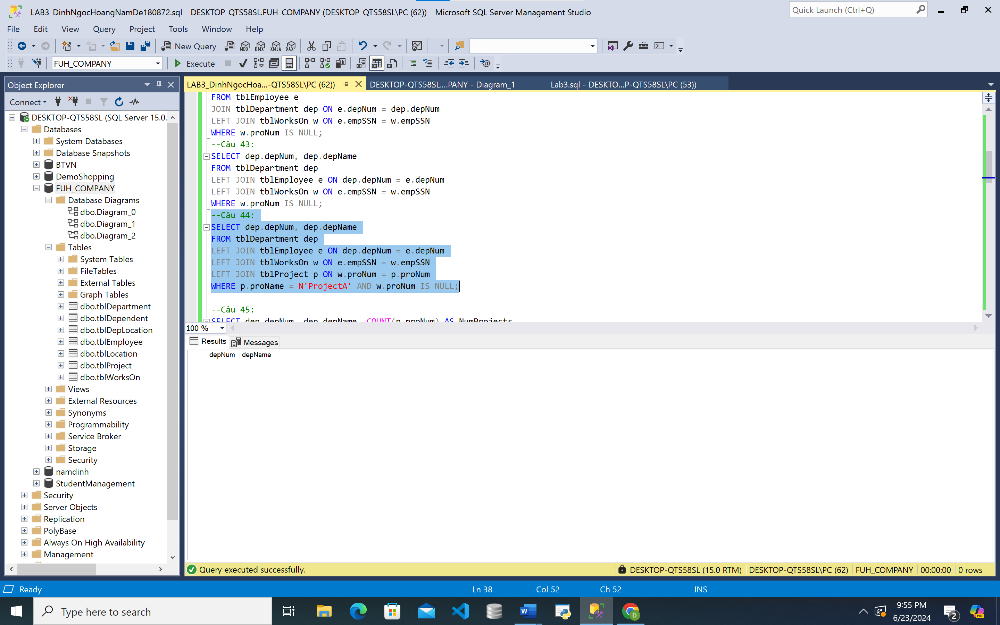 LAB3_DinhNgocHoangNamDe180872.sql - DESKTOP-QTS58SL.FUH_COMPANY (DESKTOP-QTS58SL\PC (62)) - Microsoft SQL Server Management Studio
Quick Launch (Ctrl+Q)
File Edit View Query Project Tools Window Help
New Query MDX DMX XMLA DAX
FUH_COMPANY Execute
Object Explorer
Connect
DESKTOP-QTS58SL (SQL Server 15.0.
Databases
System Databases
Database Snapshots
BTVN
DemoShopping
FUH_COMPANY
Database Diagrams
dbo.Diagram_0
dbo.Diagram_1
dbo.Diagram_2
Tables
System Tables
FileTables
External Tables
Graph Tables
dbo.tblDepartment
dbo.tblDependent
dbo.tblDepLocation
dbo.tblEmployee
dbo.tblLocation
dbo.tblProject
dbo.tblWorksOn
Views
External Resources
Synonyms
Programmability
Service Broker
Storage
Security
namdinh
StudentManagement
Security
Server Objects
Replication
PolyBase
Always On High Availability
Management
LAB3_DinhNgocHoa...-QTS58SL\PC (62)) DESKTOP-QTS58SL....PANY - Diagram_1 Lab3.sql - DESKTO...P-QTS58SL\PC (53))
FROM tblEmployee e
JOIN tblDepartment dep ON e.depNum = dep.depNum
LEFT JOIN tblWorksOn w ON e.empSSN = w.empSSN
WHERE w.proNum IS NULL;
--Câu 43:
SELECT dep.depNum, dep.depName
FROM tblDepartment dep
LEFT JOIN tblEmployee e ON dep.depNum = e.depNum
LEFT JOIN tblWorksOn w ON e.empSSN = w.empSSN
WHERE w.proNum IS NULL;
--Câu 44:
SELECT dep.depNum, dep.depName
FROM tblDepartment dep
LEFT JOIN tblEmployee e ON dep.depNum = e.depNum
LEFT JOIN tblWorksOn w ON e.empSSN = w.empSSN
LEFT JOIN tblProject p ON w.proNum = p.proNum
WHERE p.proName = N'ProjectA' AND w.proNum IS NULL;
--Câu 45:
SELECT dep.depNum, dep.depName, COUNT(p.proNum) AS NumProjects
100 %
Results Messages
depNum depName
Query executed successfully. DESKTOP-QTS58SL (15.0 RTM) DESKTOP-QTS58SL\PC (62) FUH_COMPANY 00:00:00 0 rows
Ready Ln 38 Col 52 Ch 52 INS
Type here to search
9:55 PM
6/23/2024
2
PRE